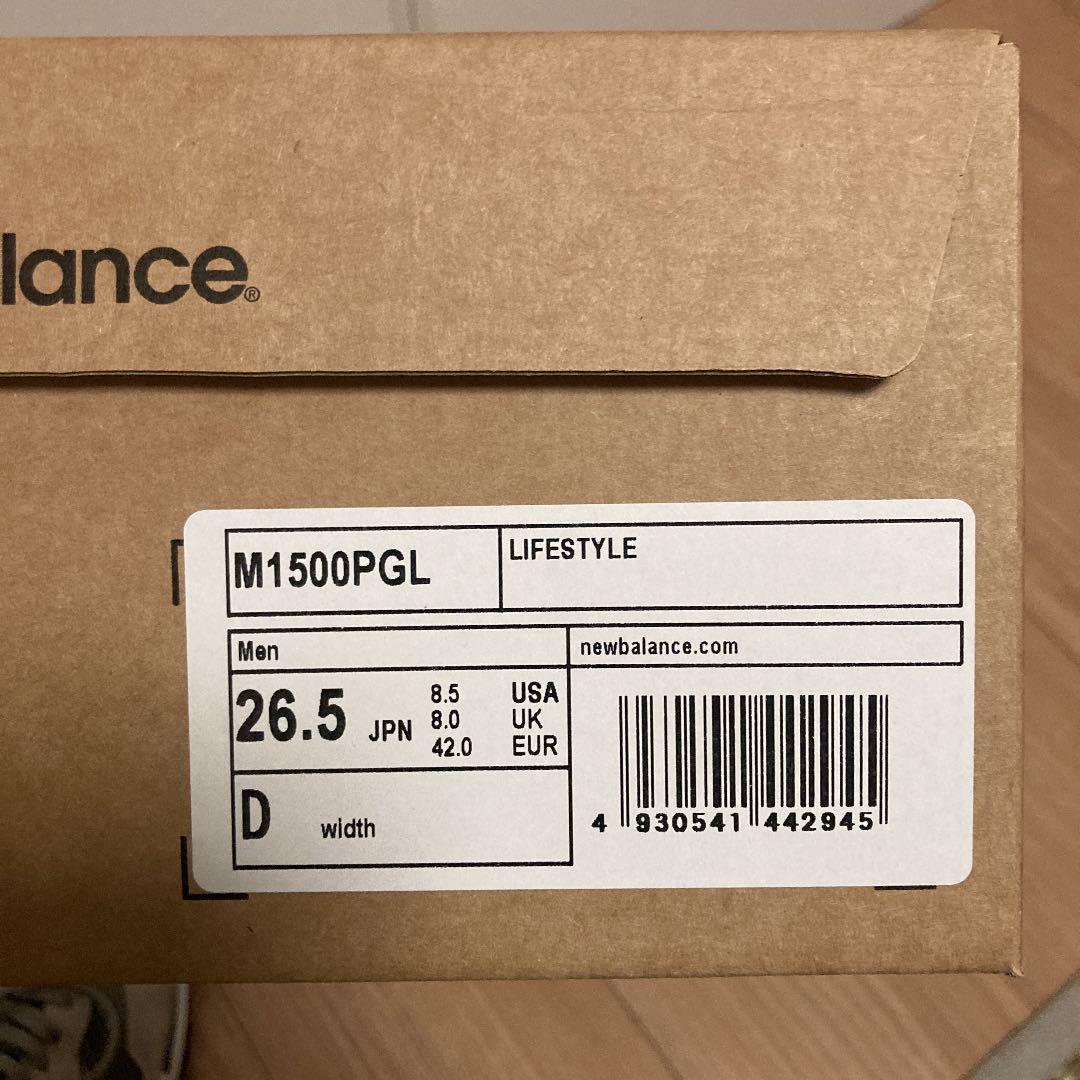 lance®
M1500PGL
LIFESTYLE
Men
newbalance.com
26.5 JPN
8.5 USA
8.0 UK
42.0 EUR
D width
4 930541 442945